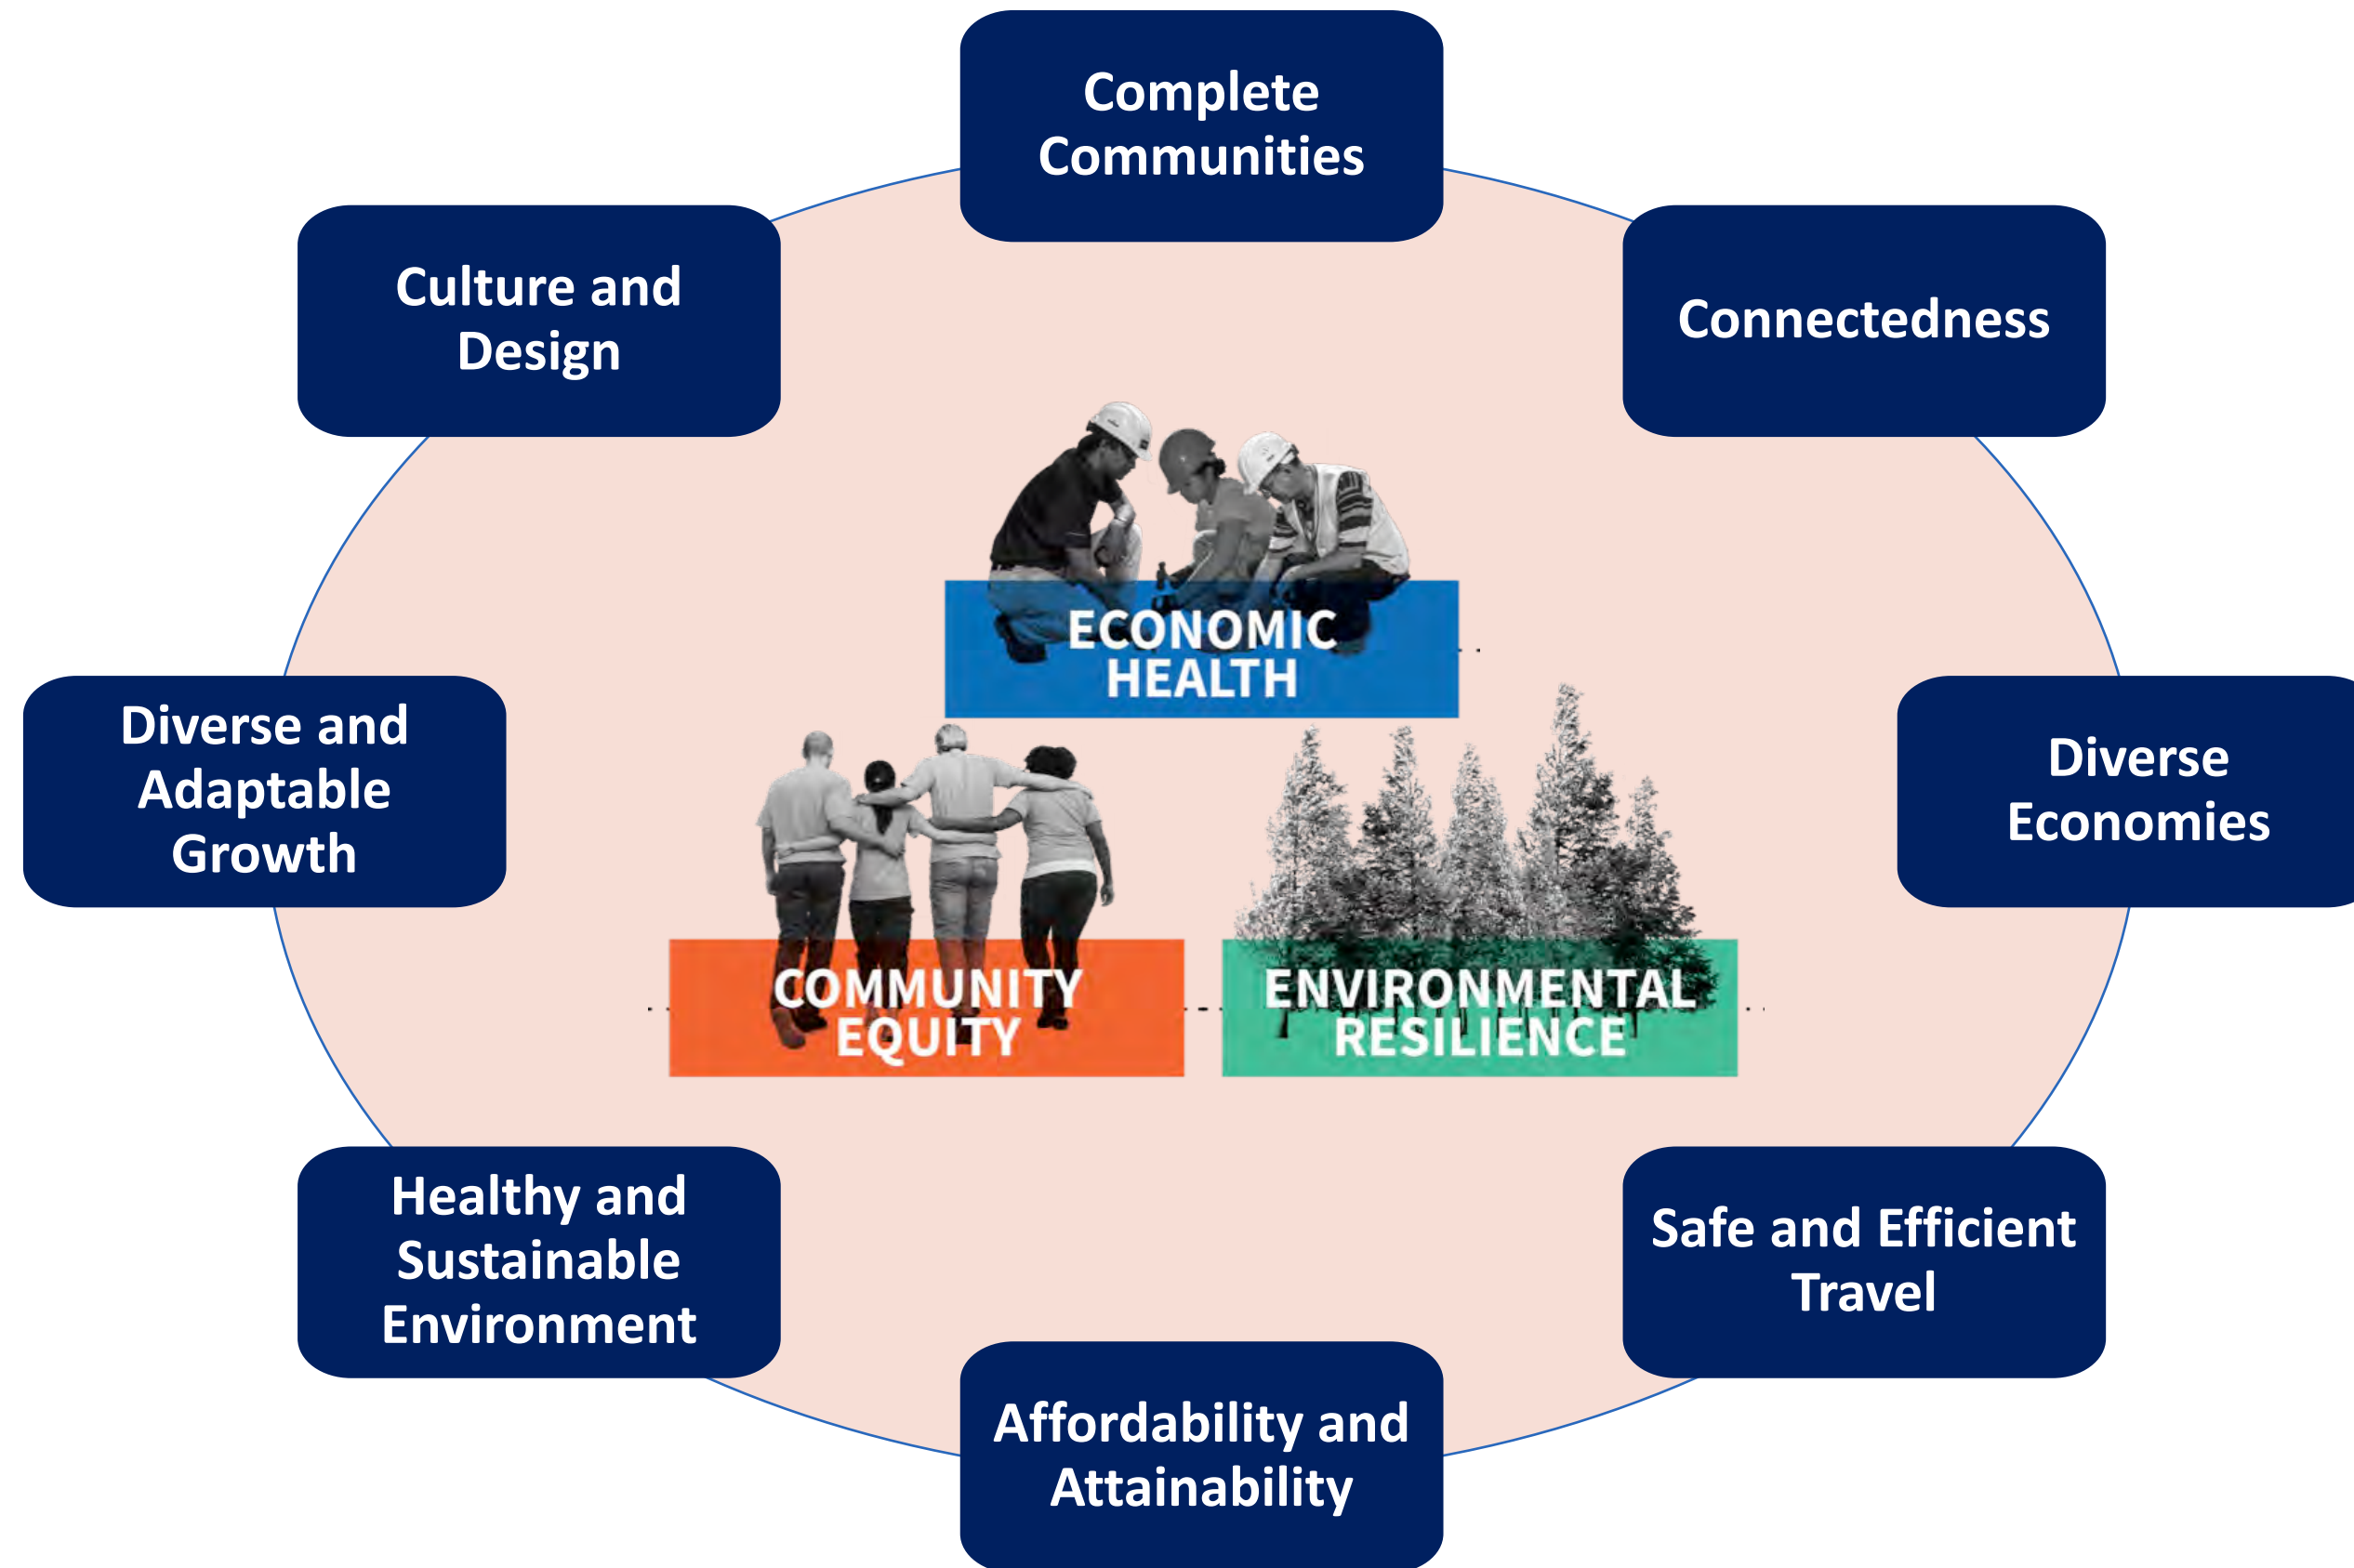 Complete
Communities
Culture and
Design
Connectedness
ECONOMIC
HEALTH
Diverse and
Adaptable
Growth
Diverse
Economies
COMMUNITY
EQUITY
ENVIRONMENTAL
RESILIENCE
Healthy and
Sustainable
Environment
Safe and Efficient
Travel
Affordability and
Attainability